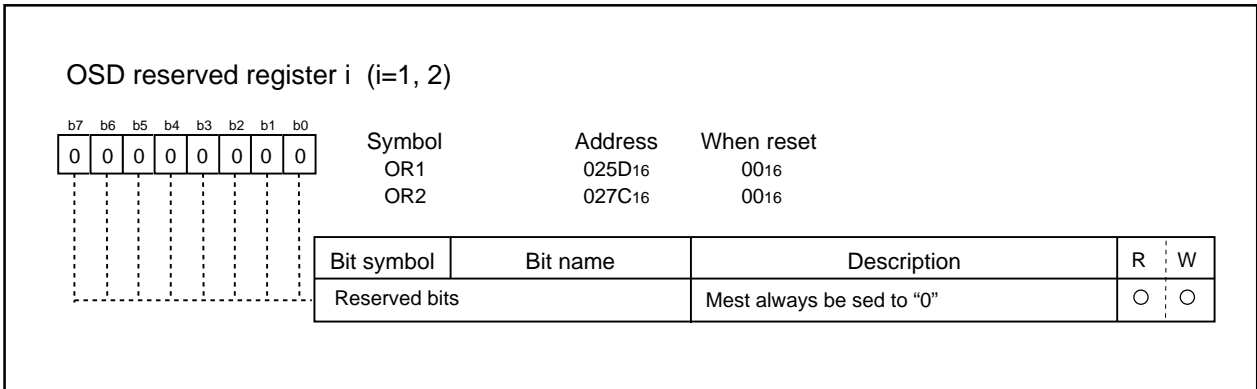 OSD reserved register i (i=1, 2)
b7 b6 b5 b4 b3 b2 b1 b0
0 0 0 0 0 0 0 0
Symbol Address When reset
OR1 025D16 0016
OR2 027C16 0016
Bit symbol Bit name Description R W
Reserved bits Mest always be sed to “0” ○ ○